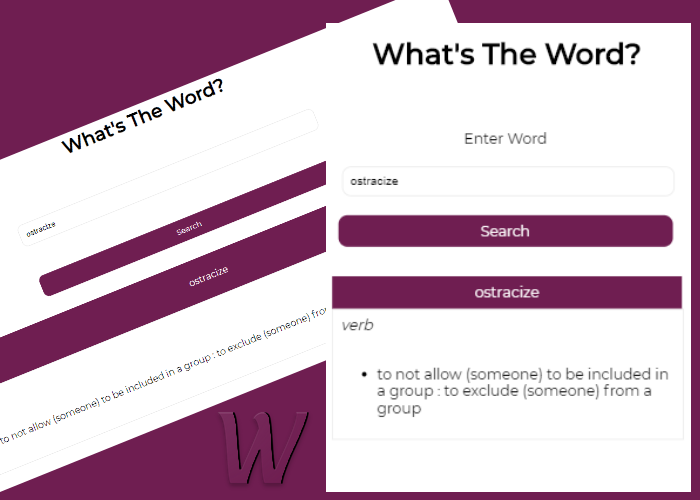 What's The Word?
ostracize
Search
ostracize
to not allow (someone) to be included in a group : to exclude (someone) from
W
What's The Word?
Enter Word
ostracize
Search
ostracize
verb
• to not allow (someone) to be included in
a group : to exclude (someone) from a
group